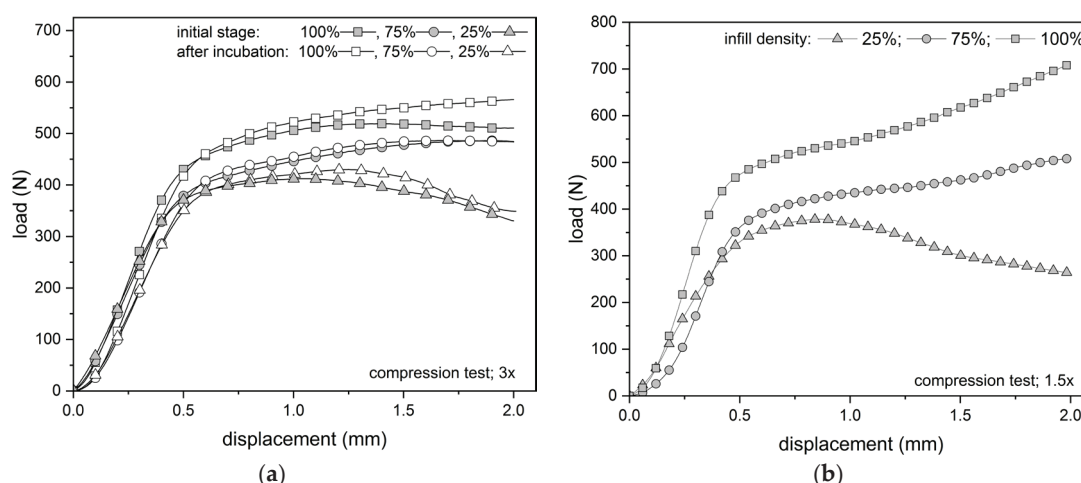 initial stage: 100% , 75% , 25%
after incubation: 100% , 75% , 25%
700
600
500
400
300
200
100
0
load (N)
compression test; 3x
0.0 0.5 1.0 1.5 2.0
displacement (mm)
(a)
infill density: 25%; 75%; 100%
800
700
600
500
400
300
200
100
0
load (N)
compression test; 1.5x
0.0 0.5 1.0 1.5 2.0
displacement (mm)
(b)